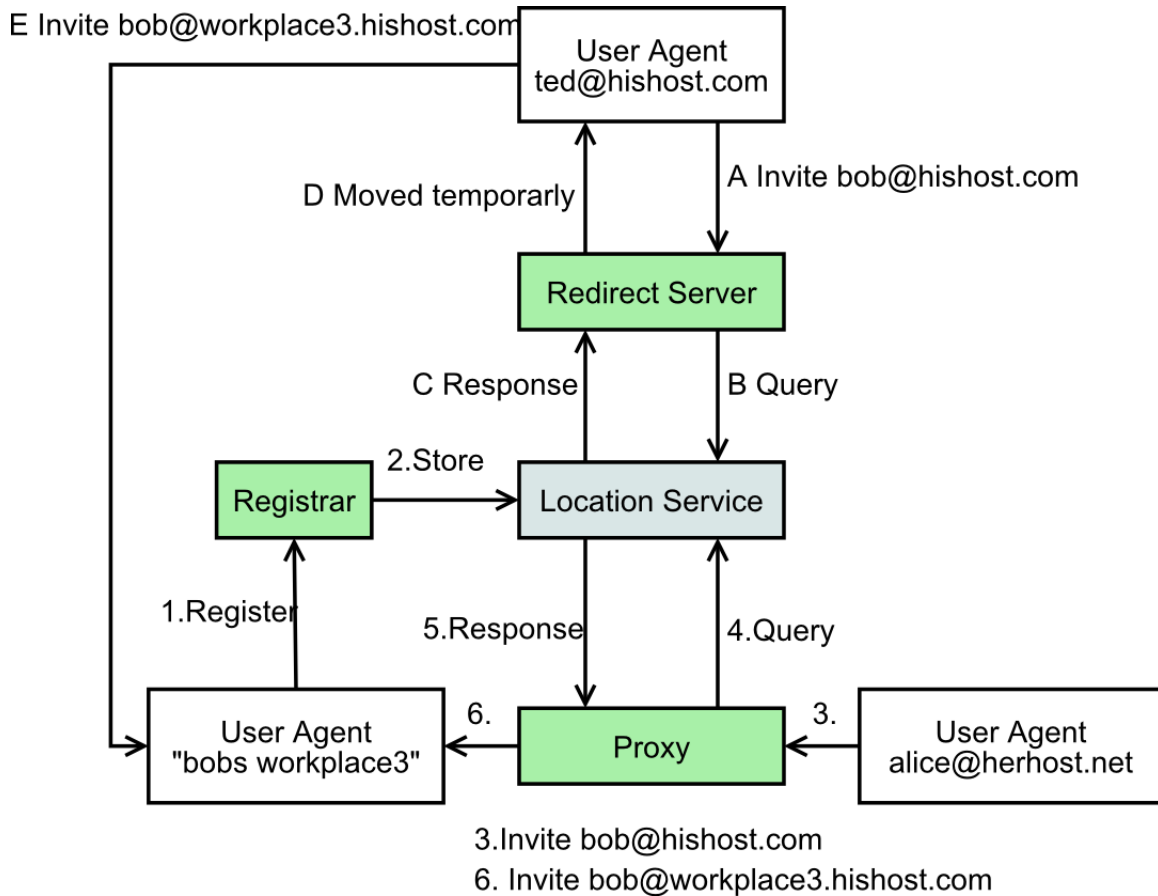 E Invite bob@workplace3.hishost.com
User Agent
ted@hishost.com
D Moved temporarly
A Invite bob@hishost.com
Redirect Server
C Response
B Query
2.Store
Registrar
Location Service
1.Register
5.Response
4.Query
User Agent
"bobs workplace3"
6.
Proxy
3.
User Agent
alice@herhost.net
3.Invite bob@hishost.com
6. Invite bob@workplace3.hishost.com